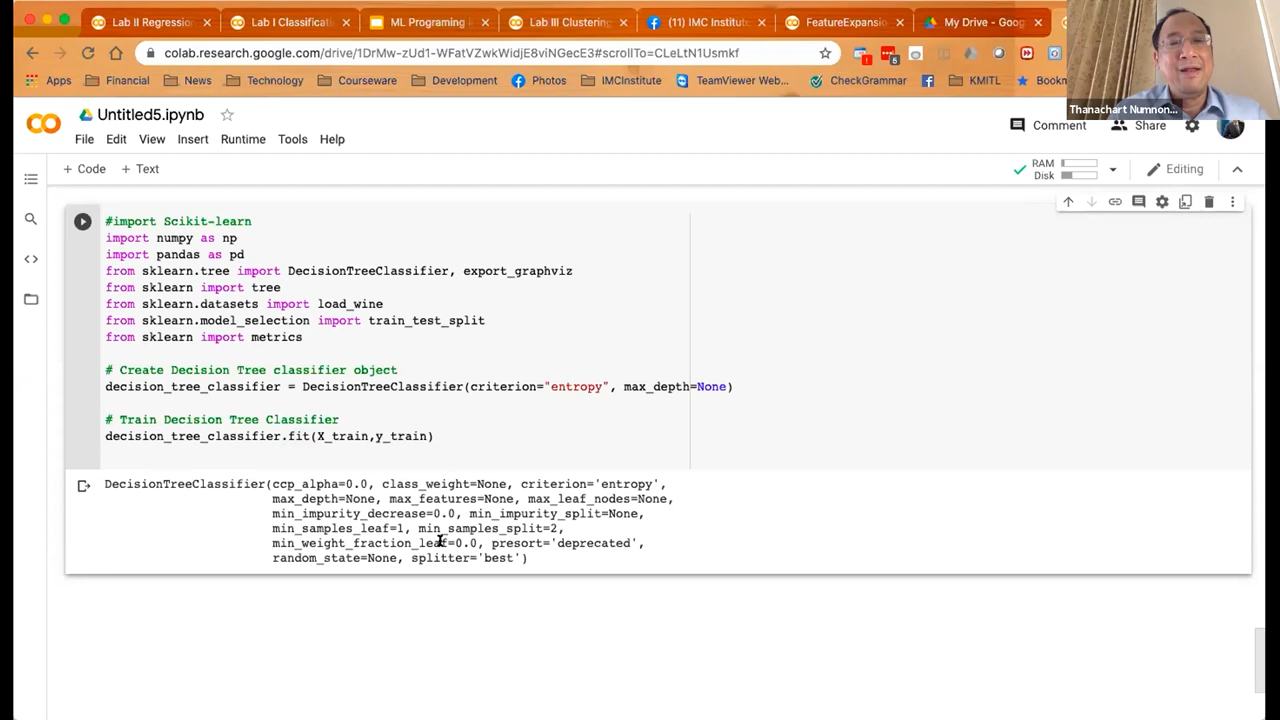 Lab II Regressio
Lab I Classificati
ML Programing I
Lab III Clustering
(11) IMC Institut
FeatureExpansio
My Drive - Goog
colab.research.google.com/drive/1DrMw-zUd1-WFatVZwkWidjE8viNGecE3#scrollTo=CLeLtN1Usmkf
5
Apps
Financial
News
Technology
Courseware
Development
Photos
IMCInstitute
TeamViewer Web...
CheckGrammar
KMITL
Bookn
Thanachart Numnon...
Untitled5.ipynb
File Edit View Insert Runtime Tools Help
Comment
Share
+ Code + Text
RAM
Disk
Editing
#import Scikit-learn
import numpy as np
import pandas as pd
from sklearn.tree import DecisionTreeClassifier, export_graphviz
from sklearn import tree
from sklearn.datasets import load_wine
from sklearn.model_selection import train_test_split
from sklearn import metrics
# Create Decision Tree classifier object
decision_tree_classifier = DecisionTreeClassifier(criterion="entropy", max_depth=None)
# Train Decision Tree Classifier
decision_tree_classifier.fit(X_train,y_train)
DecisionTreeClassifier(ccp_alpha=0.0, class_weight=None, criterion='entropy',
max_depth=None, max_features=None, max_leaf_nodes=None,
min_impurity_decrease=0.0, min_impurity_split=None,
min_samples_leaf=1, min_samples_split=2,
min_weight_fraction_leaf=0.0, presort='deprecated',
random_state=None, splitter='best')